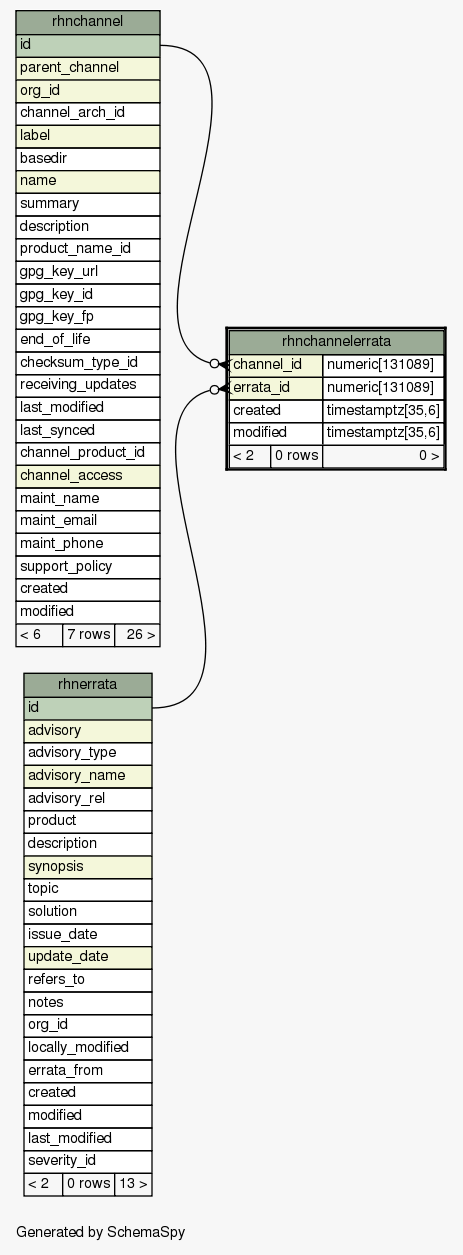 rhnchannel
id
parent_channel
org_id
channel_arch_id
label
basedir
name
summary
description
product_name_id
gpg_key_url
gpg_key_id
gpg_key_fp
end_of_life
checksum_type_id
receiving_updates
last_modified
last_synced
channel_product_id
channel_access
maint_name
maint_email
maint_phone
support_policy
created
modified
< 6 7 rows 26 >
rhnchannelerrata
channel_id numeric[131089]
errata_id numeric[131089]
created timestamptz[35,6]
modified timestamptz[35,6]
< 2 0 rows 0 >
rhnerrata
id
advisory
advisory_type
advisory_name
advisory_rel
product
description
synopsis
topic
solution
issue_date
update_date
refers_to
notes
org_id
locally_modified
errata_from
created
modified
last_modified
severity_id
< 2 0 rows 13 >
Generated by SchemaSpy